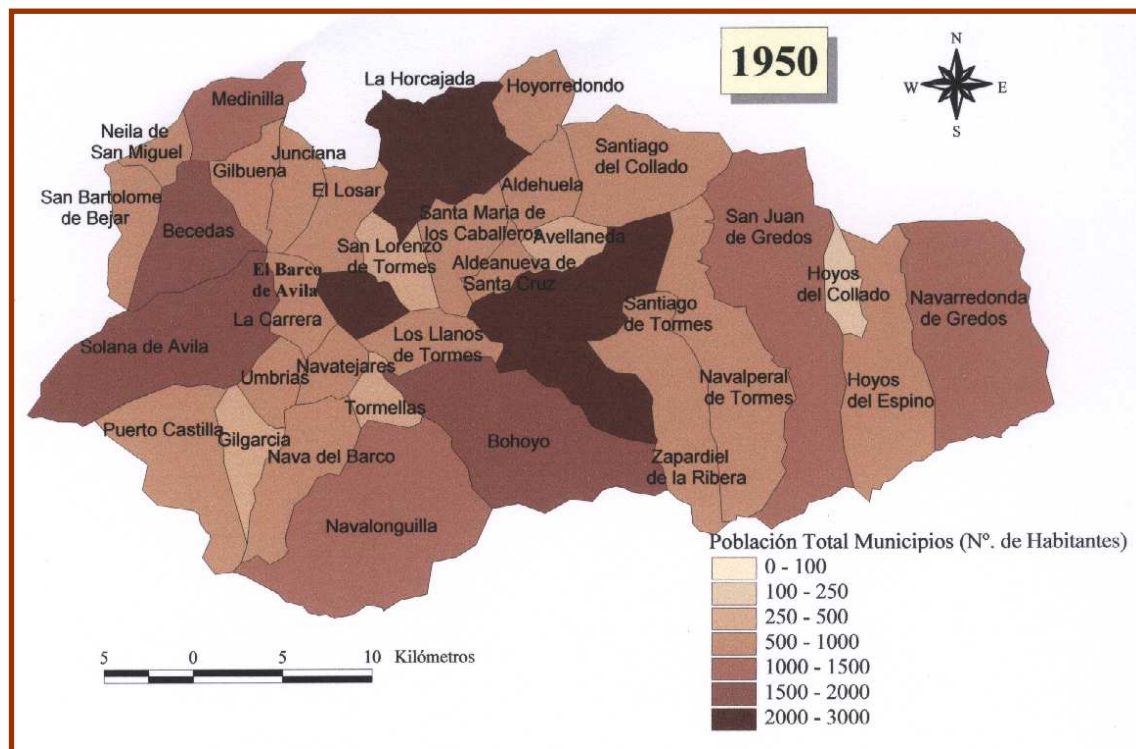 1950
N
W
E
S
La Horcajada
Hoyorredondo
Medinilla
Neila de
San Miguel
Gilbuena
Junciana
El Losar
San Bartolome
de Bejar
Becedas
Santiago
del Collado
Aldehuela
Santa Maria de
los Caballeros
Avellaneda
San Lorenzo
de Tormes
Aldeanueva de
Santa Cruz
San Juan
de Gredos
Hoyos
del Collado
Navarredonda
de Gredos
El Barco
de Avila
La Carrera
Solana de Avila
Los Llanos
de Tormes
Santiago
de Tormes
Umbrias
Navatejares
Tormellas
Navalperal
de Tormes
Hoyos
del Espino
Puerto Castilla
Gilgarcia
Nava del Barco
Bohoyo
Zapardiel
de la Ribera
Navalonguilla
Población Total Municipios (Nº. de Habitantes)
0 - 100
100 - 250
250 - 500
500 - 1000
1000 - 1500
1500 - 2000
2000 - 3000
5 0 5 10 Kilómetros